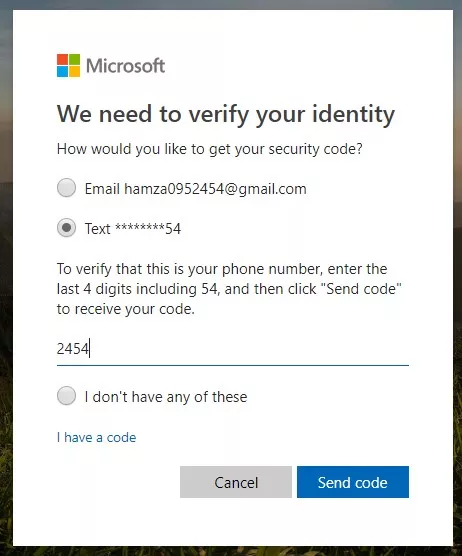 Microsoft
We need to verify your identity
How would you like to get your security code?
Email hamza0952454@gmail.com
Text ********54
To verify that this is your phone number, enter the
last 4 digits including 54, and then click "Send code"
to receive your code.
2454
I don't have any of these
I have a code
Cancel
Send code